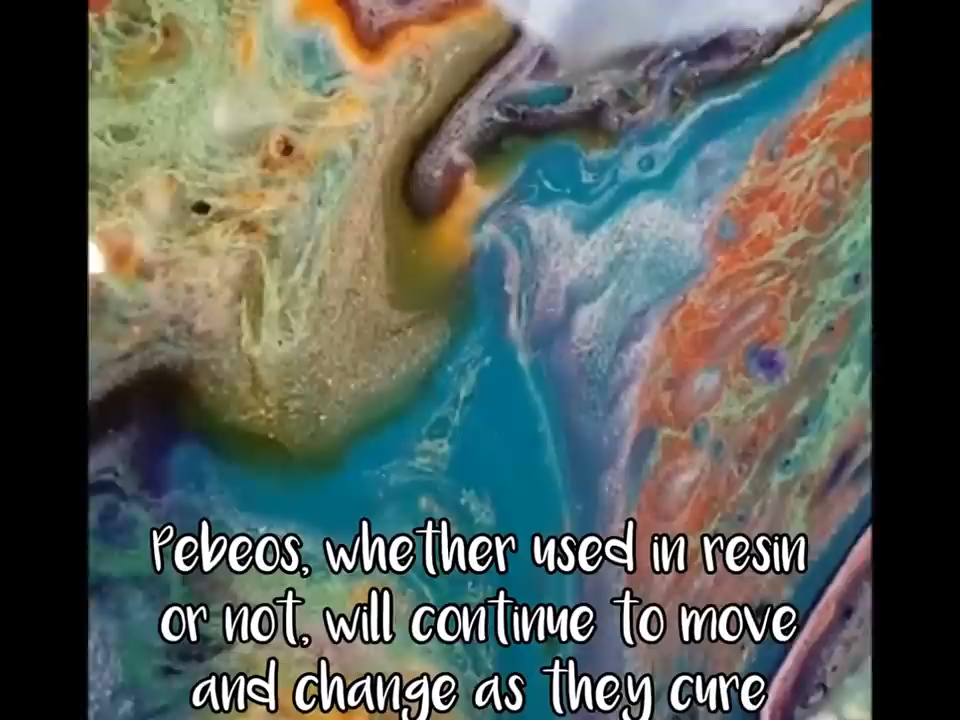 Pebeos, whether used in resin
or not, will continue to move
and change as they cure